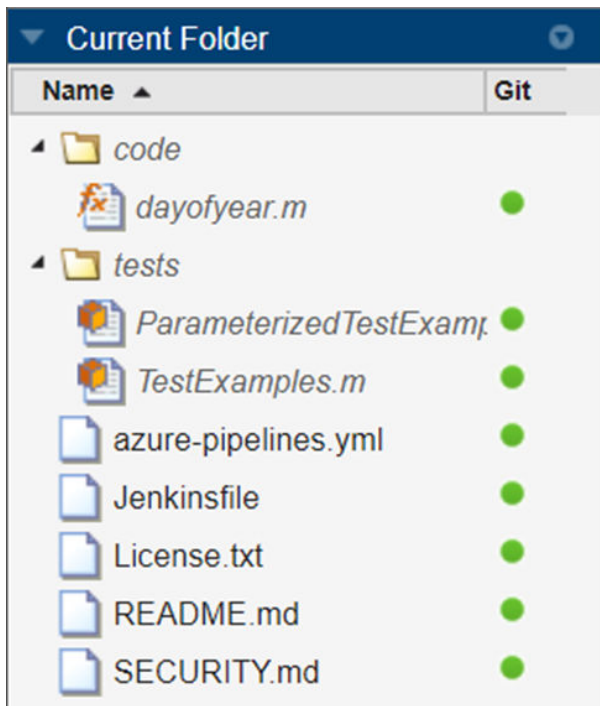 Current Folder
Name Git
code
dayofyear.m
tests
ParameterizedTestExamp
TestExamples.m
azure-pipelines.yml
Jenkinsfile
License.txt
README.md
SECURITY.md